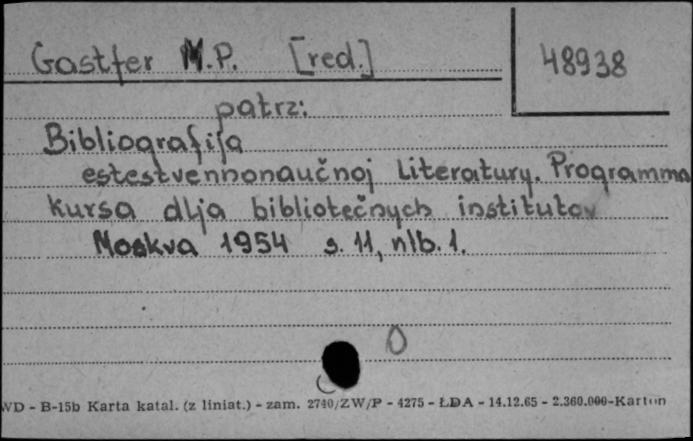 Gastfer M.P. [red.]
48938
patrz:
Bibliografija
estestvennonaučnoj literatury. Programma
kursa dlja bibliotečnych institutov
Moskva 1954 s. 11, nlb. 1.
0
WD - B-15b Karta katal. (z liniat.) - zam. 2740/ZW/P - 4275 - ŁDA - 14.12.65 - 2.360.000-Karton